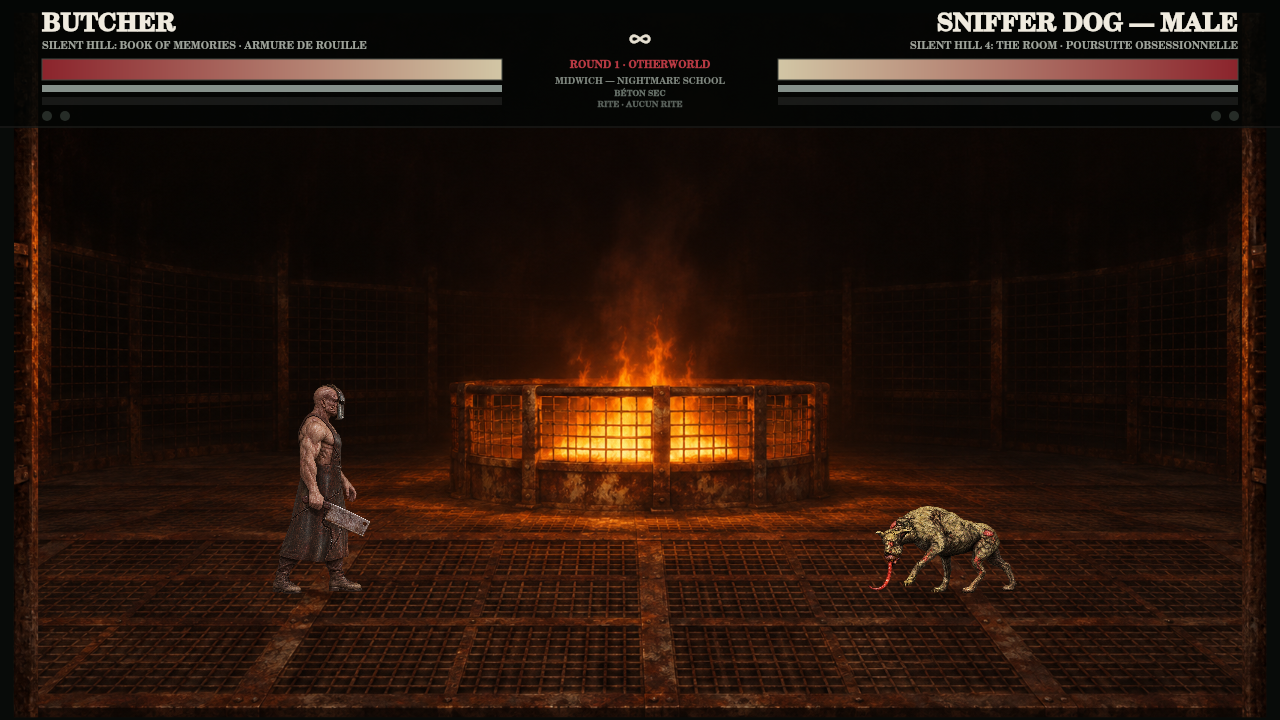 BUTCHER
SILENT HILL: BOOK OF MEMORIES · ARMURE DE ROUILLE
∞
ROUND 1 · OTHERWORLD
MIDWICH — NIGHTMARE SCHOOL
BÉTON SEC
RITE · AUCUN RITE
SNIFFER DOG — MALE
SILENT HILL 4: THE ROOM · POURSUITE OBSESSIONNELLE